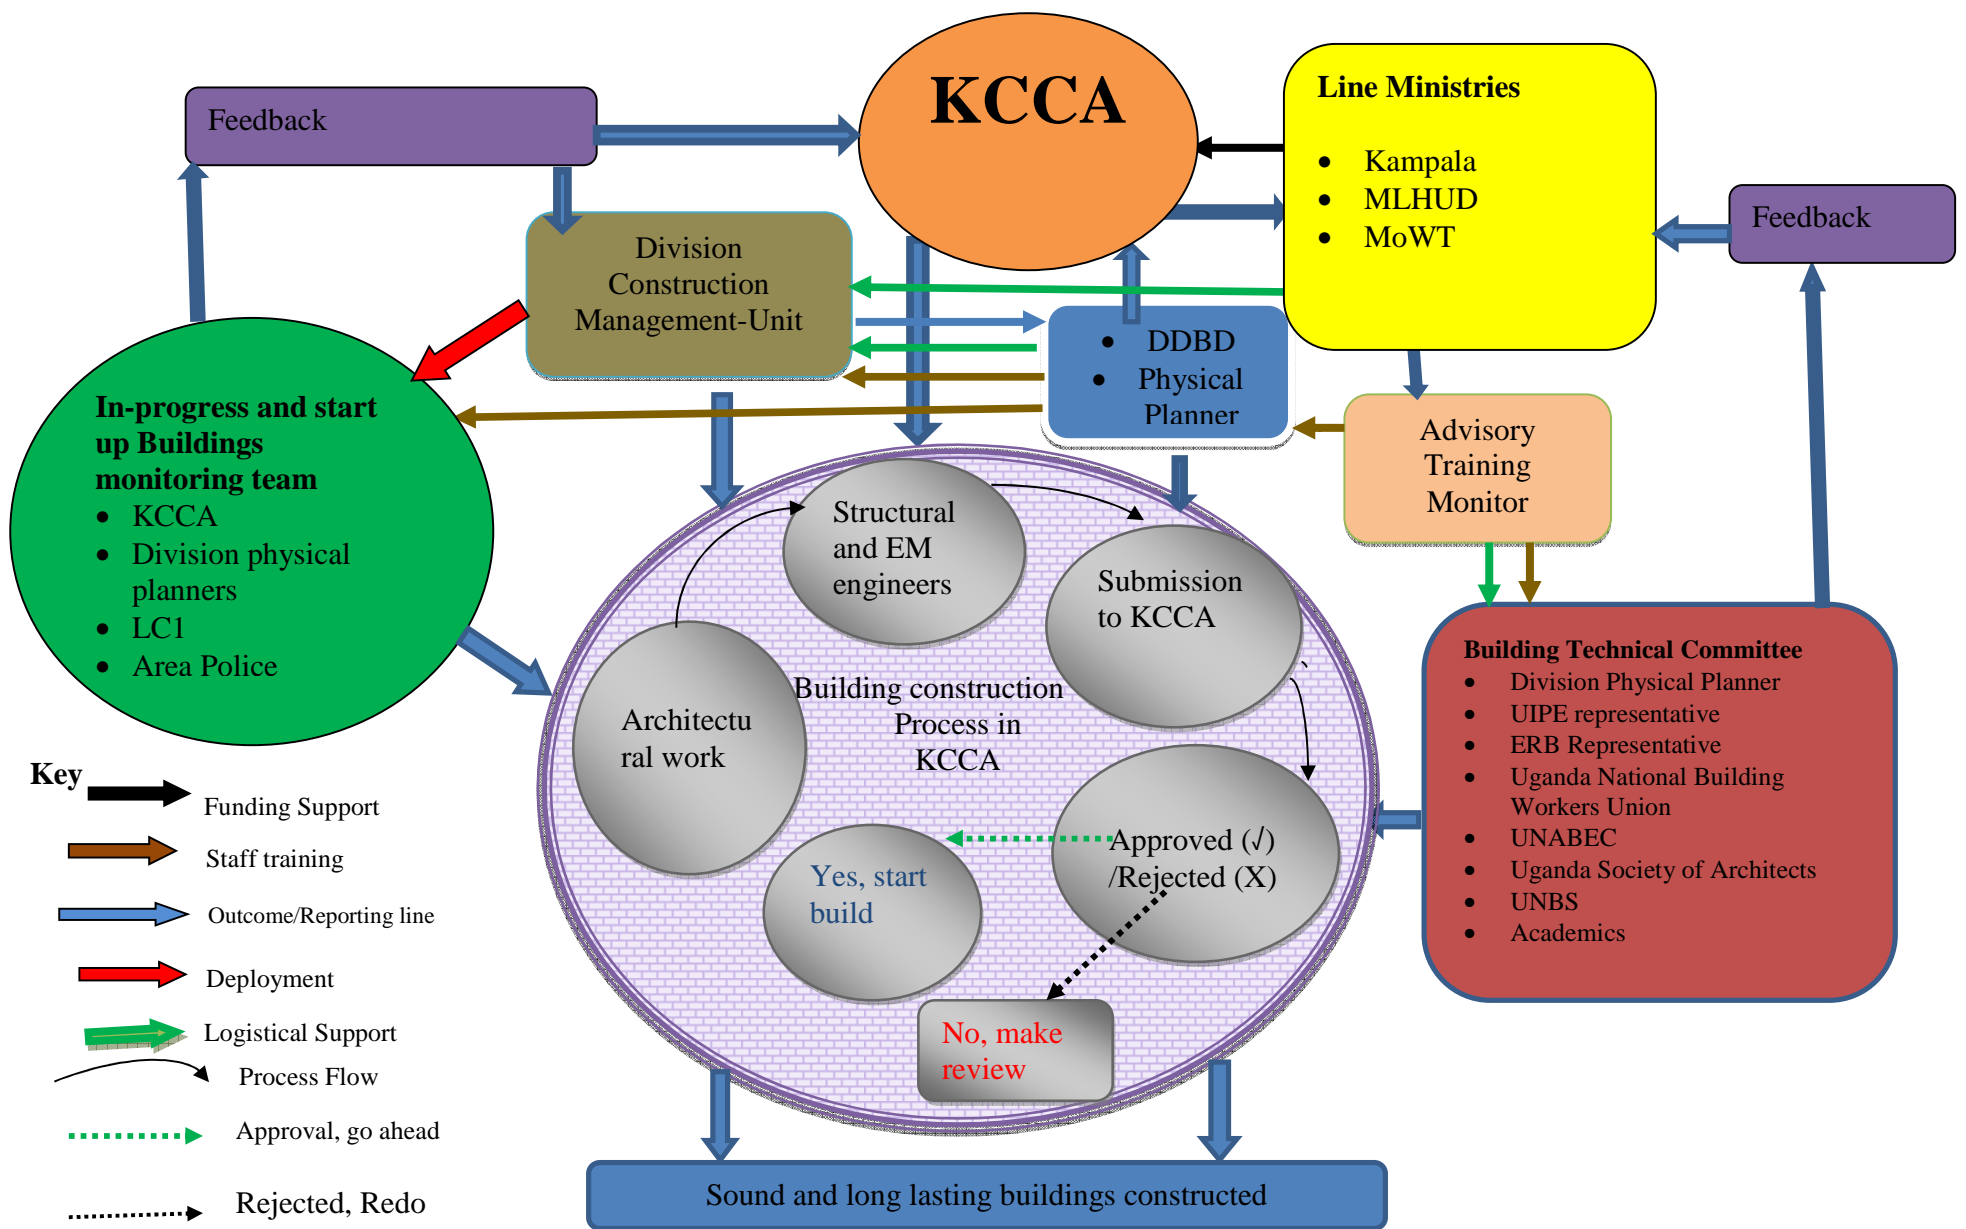 KCCA
Line Ministries
• Kampala
• MLHUD
• MoWT
Feedback
Feedback
Division
Construction
Management-Unit
• DDBD
• Physical
Planner
In-progress and start
up Buildings
monitoring team
• KCCA
• Division physical
planners
• LC1
• Area Police
Advisory
Training
Monitor
Structural
and EM
engineers
Submission
to KCCA
Architectu
ral work
Building construction
Process in
KCCA
Approved (√)
/Rejected (X)
Yes, start
build
No, make
review
Building Technical Committee
• Division Physical Planner
• UIPE representative
• ERB Representative
• Uganda National Building
Workers Union
• UNABEC
• Uganda Society of Architects
• UNBS
• Academics
Key
Funding Support
Staff training
Outcome/Reporting line
Deployment
Logistical Support
Process Flow
Approval, go ahead
Rejected, Redo
Sound and long lasting buildings constructed